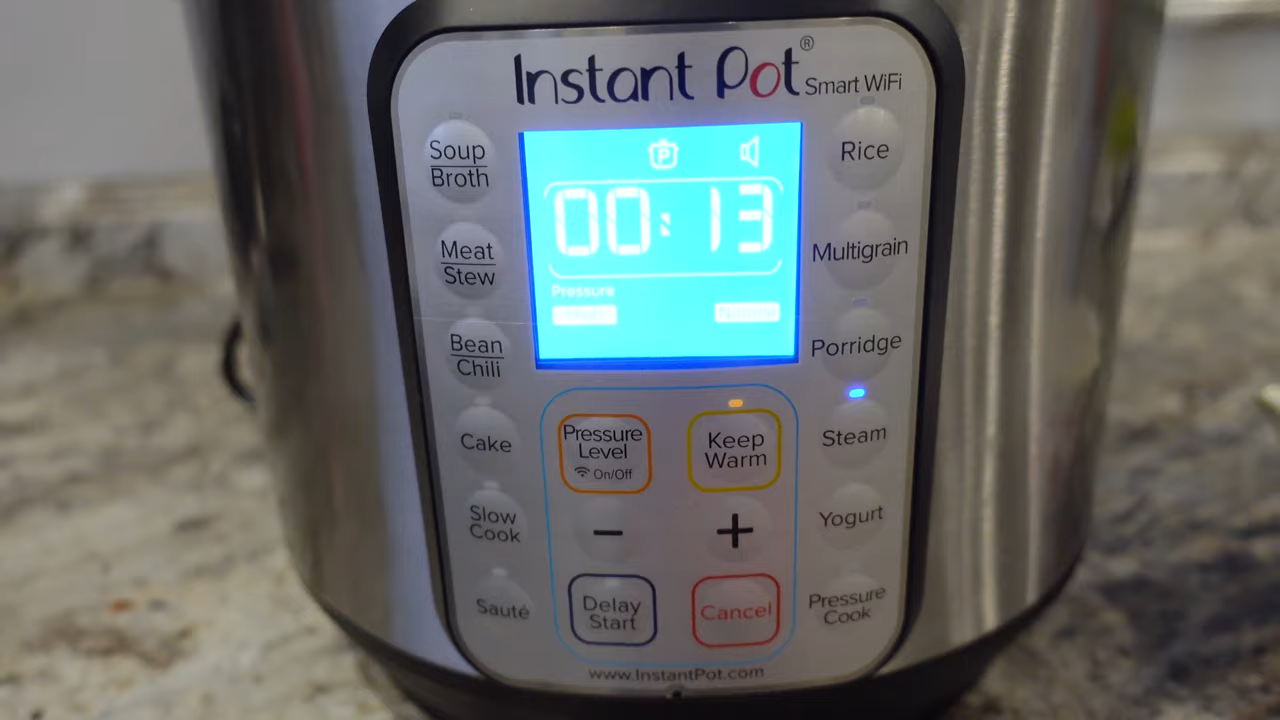 Instant Pot®
Smart WiFi
Soup
Broth
Meat
Stew
Bean
Chili
Cake
Slow
Cook
Sauté
P
00:13
Pressure
Pressure
Level
On/Off
Keep
Warm
−
+
Delay
Start
Cancel
Rice
Multigrain
Porridge
Steam
Yogurt
Pressure
Cook
www.InstantPot.com